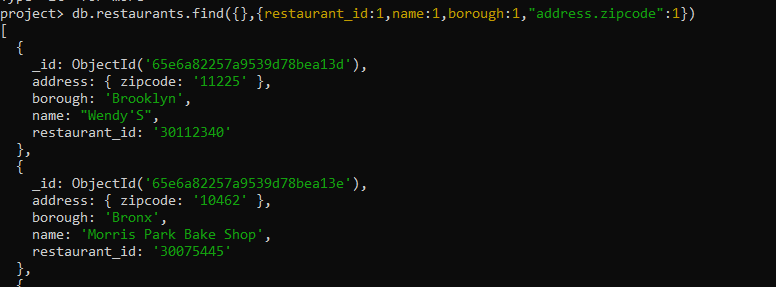 project> db.restaurants.find({},{restaurant_id:1,name:1,borough:1,"address.zipcode":1})
[
  {
    _id: ObjectId('65e6a82257a9539d78bea13d'),
    address: { zipcode: '11225' },
    borough: 'Brooklyn',
    name: "Wendy'S",
    restaurant_id: '30112340'
  },
  {
    _id: ObjectId('65e6a82257a9539d78bea13e'),
    address: { zipcode: '10462' },
    borough: 'Bronx',
    name: 'Morris Park Bake Shop',
    restaurant_id: '30075445'
  },
  {